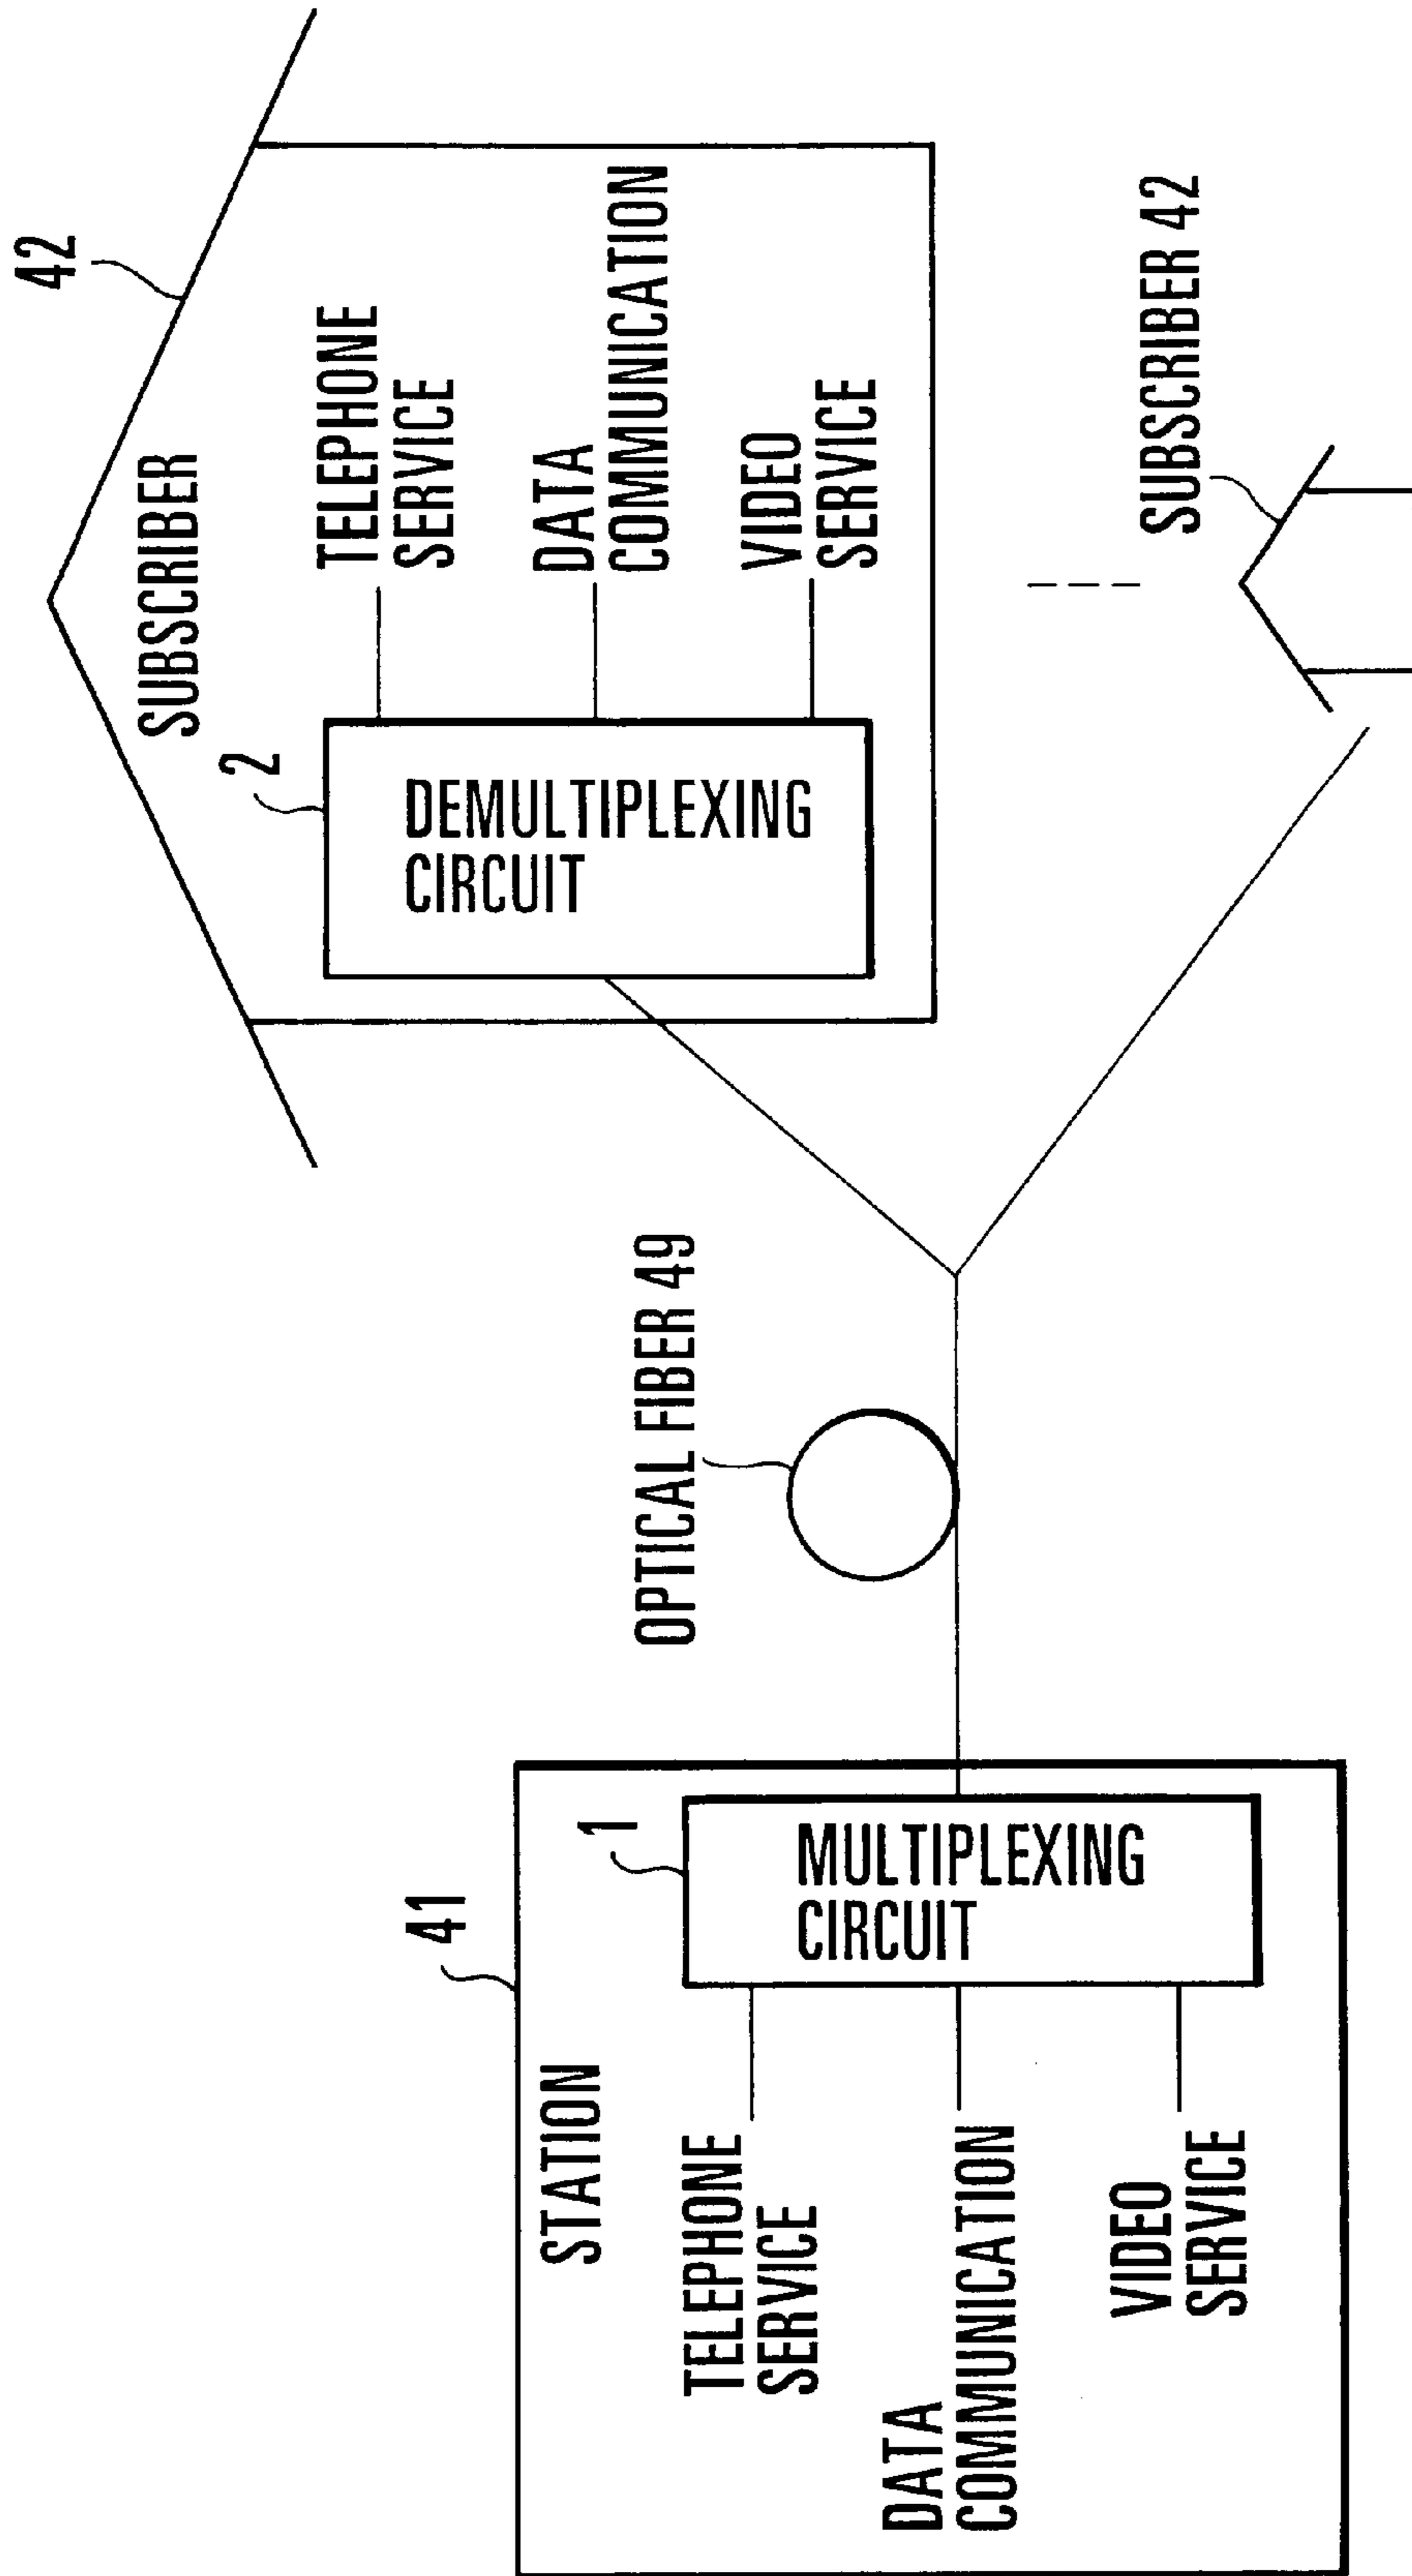 41
STATION
TELEPHONE
SERVICE
DATA
COMMUNICATION
VIDEO
SERVICE
1
MULTIPLEXING
CIRCUIT
OPTICAL FIBER 49
42
SUBSCRIBER
2
DEMULTIPLEXING
CIRCUIT
TELEPHONE
SERVICE
DATA
COMMUNICATION
VIDEO
SERVICE
SUBSCRIBER 42